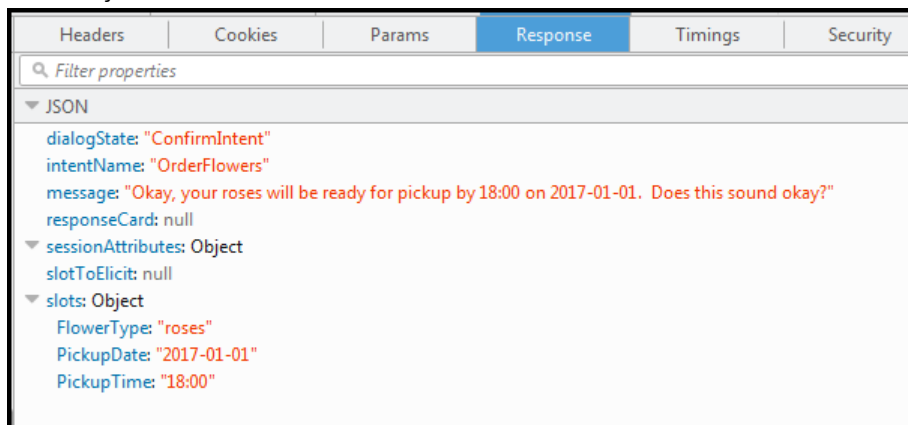 Headers Cookies Params Response Timings Security
Filter properties
JSON
dialogState: "ConfirmIntent"
intentName: "OrderFlowers"
message: "Okay, your roses will be ready for pickup by 18:00 on 2017-01-01.  Does this sound okay?"
responseCard: null
sessionAttributes: Object
slotToElicit: null
slots: Object
FlowerType: "roses"
PickupDate: "2017-01-01"
PickupTime: "18:00"